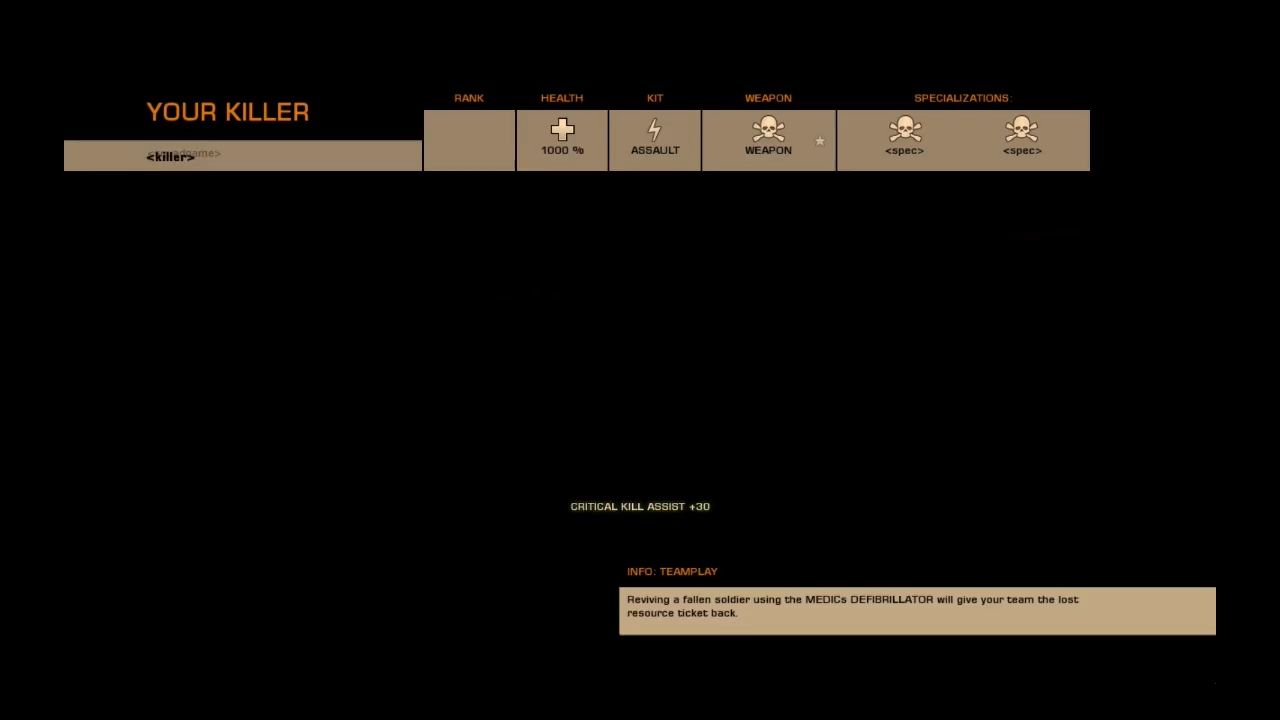 YOUR KILLER
RANK HEALTH KIT WEAPON SPECIALIZATIONS:
1000 % ASSAULT WEAPON <spec> <spec>
<killer>
CRITICAL KILL ASSIST +30
INFO: TEAMPLAY
Reviving a fallen soldier using the MEDICs DEFIBRILLATOR will give your team the lost
resource ticket back.